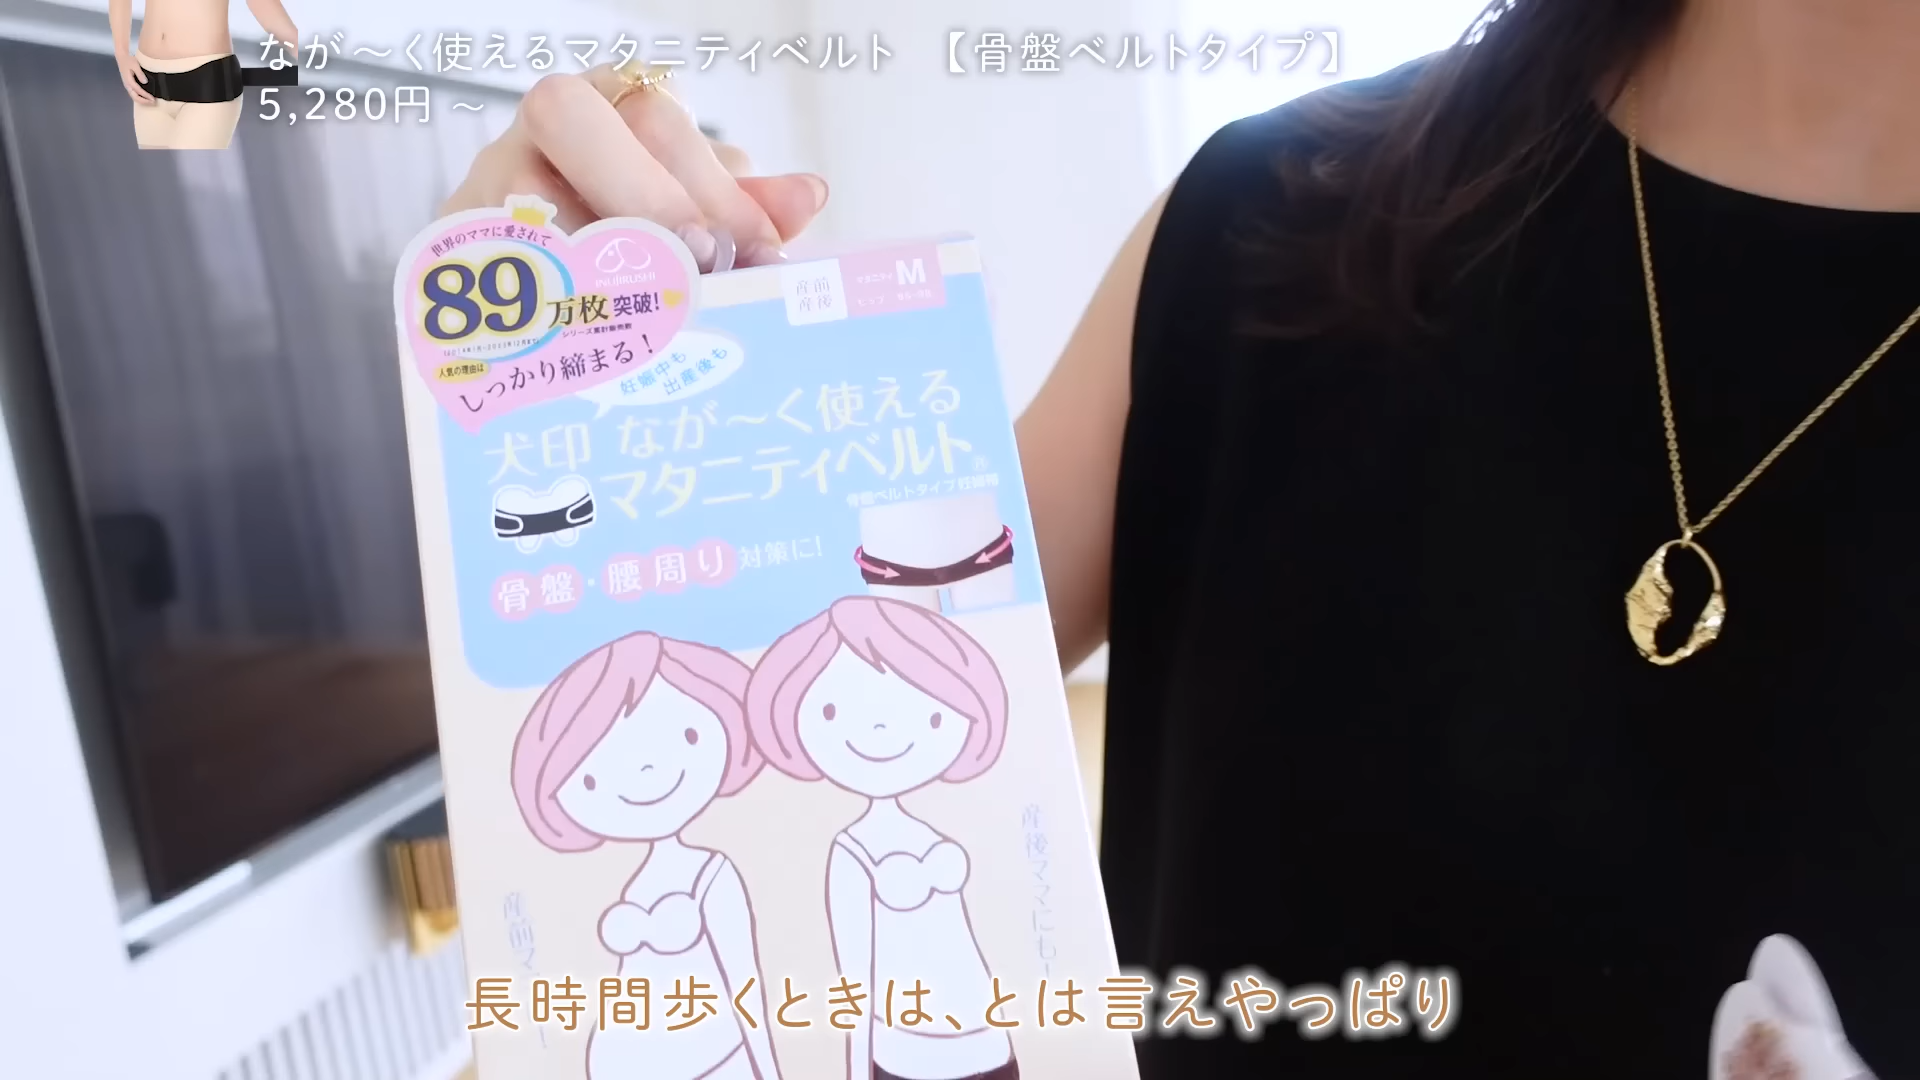 なが～く使えるマタニティベルト 【骨盤ベルトタイプ】
5,280円 ～
世界のママに愛されて
89万枚突破!
シリーズ累計販売数
INUJIRUSHI
人気の理由は
しっかり締まる!
産前
産後
マタニティ M
ヒップ
妊娠中も
出産後も
犬印 なが～く使える
マタニティベルト®
骨盤ベルトタイプ妊婦帯
骨盤・腰周り対策に!
産後ママにも!
産前マ
長時間歩くときは、とは言えやっぱり